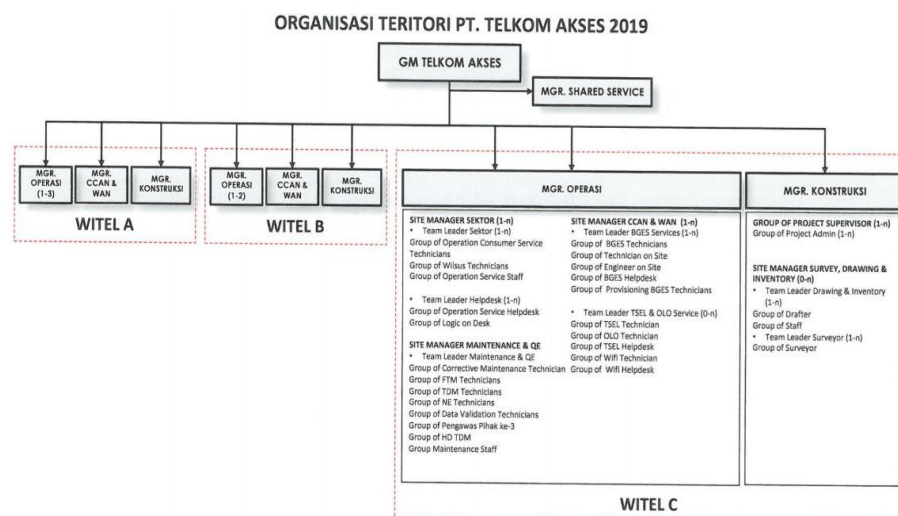 ORGANISASI TERITORI PT. TELKOM AKSES 2019
GM TELKOM AKSES
MGR. SHARED SERVICE
MGR.
OPERASI
(1-3)
MGR.
CCAN &
WAN
MGR.
KONSTRUKSI
WITEL A
MGR.
OPERASI
(1-2)
MGR.
CCAN &
WAN
MGR.
KONSTRUKSI
WITEL B
MGR. OPERASI
SITE MANAGER SEKTOR (1-n)
• Team Leader Sektor (1-n)
Group of Operation Consumer Service
Technicians
Group of Wilsus Technicians
Group of Operation Service Staff
• Team Leader Helpdesk (1-n)
Group of Operation Service Helpdesk
Group of Logic on Desk
SITE MANAGER MAINTENANCE & QE
• Team Leader Maintenance & QE
Group of Corrective Maintenance Technician
Group of FTM Technicians
Group of TDM Technicians
Group of NE Technicians
Group of Data Validation Technicians
Group of Pengawas Pihak ke-3
Group of HD TDM
Group Maintenance Staff
SITE MANAGER CCAN & WAN (1-n)
• Team Leader BGES Services (1-n)
Group of BGES Technicians
Group of Technician on Site
Group of Engineer on Site
Group of BGES Helpdesk
Group of Provisioning BGES Technicians
• Team Leader TSEL & OLO Service (0-n)
Group of TSEL Technician
Group of OLO Technician
Group of TSEL Helpdesk
Group of Wifi Technician
Group of Wifi Helpdesk
MGR. KONSTRUKSI
GROUP OF PROJECT SUPERVISOR (1-n)
Group of Project Admin (1-n)
SITE MANAGER SURVEY, DRAWING &
INVENTORY (0-n)
• Team Leader Drawing & Inventory
(1-n)
Group of Drafter
Group of Staff
• Team Leader Surveyor (1-n)
Group of Surveyor
WITEL C